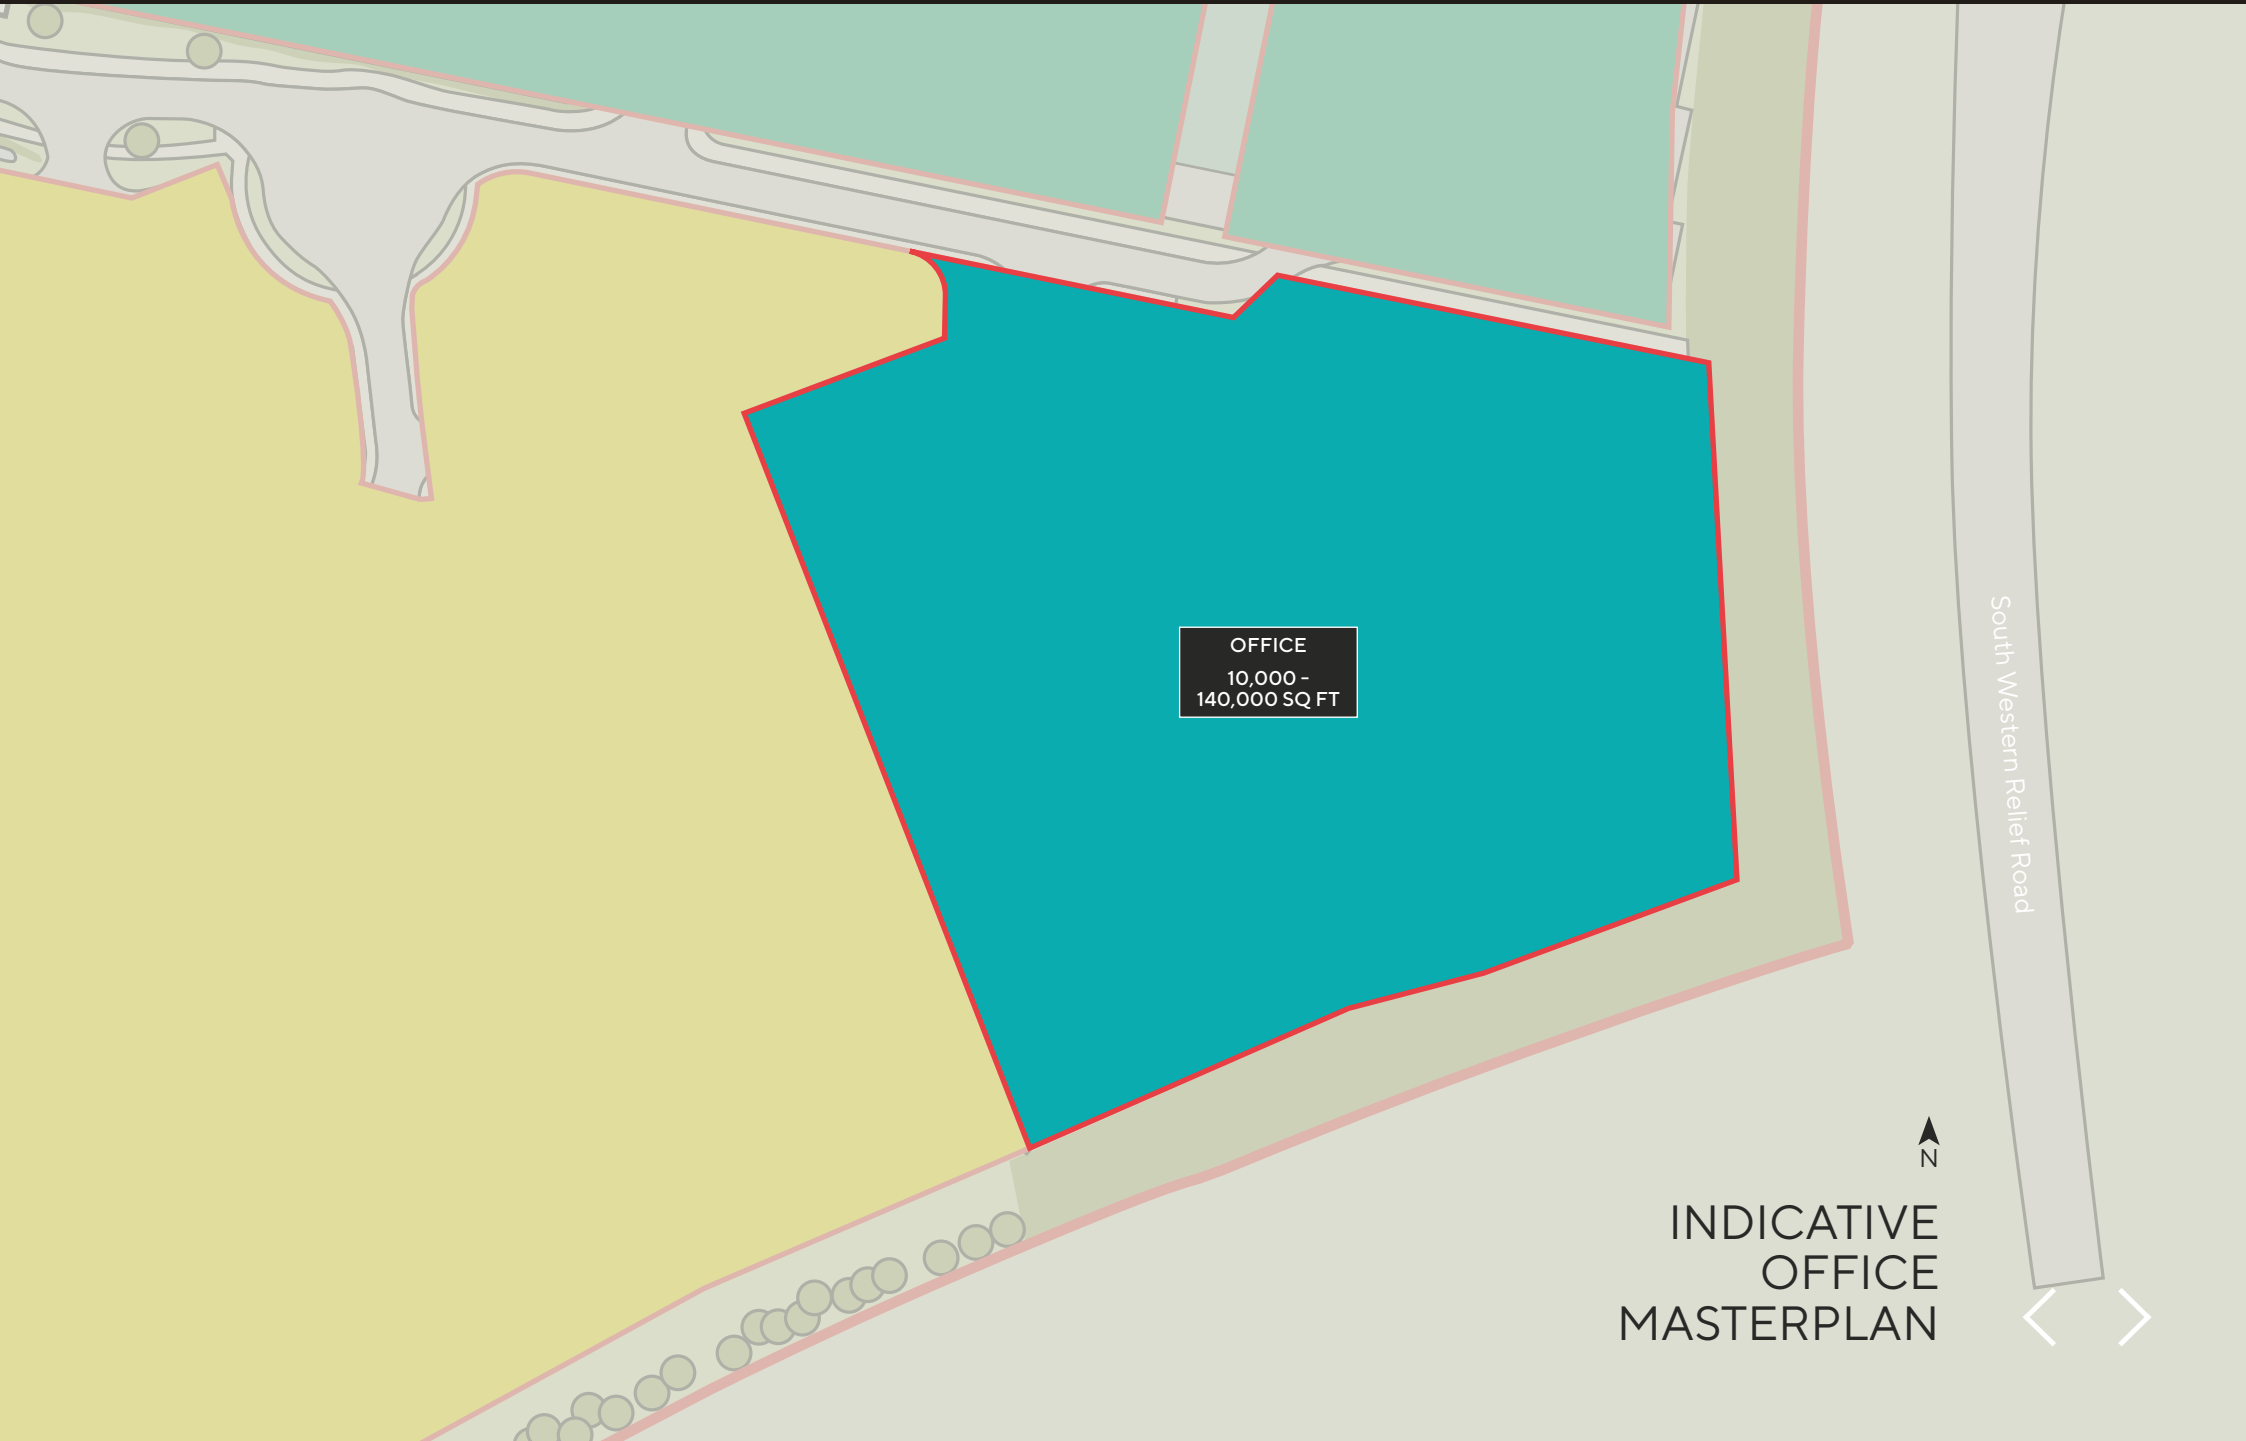 OFFICE
10,000 -
140,000 SQ FT
South Western Relief Road
N
INDICATIVE
OFFICE
MASTERPLAN